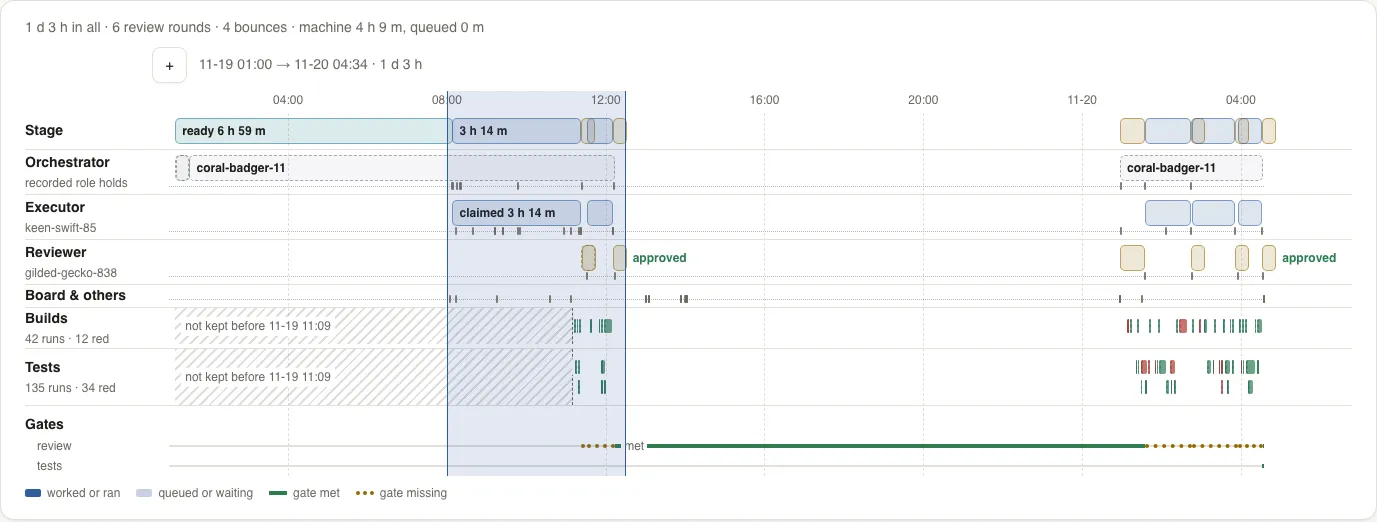 1 d 3 h in all · 6 review rounds · 4 bounces · machine 4 h 9 m, queued 0 m
+ 11-19 01:00 → 11-20 04:34 · 1 d 3 h
04:00 08:00 12:00 16:00 20:00 11-20 04:00
Stage ready 6 h 59 m 3 h 14 m
Orchestrator coral-badger-11 coral-badger-11
recorded role holds
Executor claimed 3 h 14 m
keen-swift-85
Reviewer approved approved
gilded-gecko-838
Board & others
Builds not kept before 11-19 11:09
42 runs · 12 red
Tests not kept before 11-19 11:09
135 runs · 34 red
Gates
review met
tests
worked or ran queued or waiting gate met gate missing